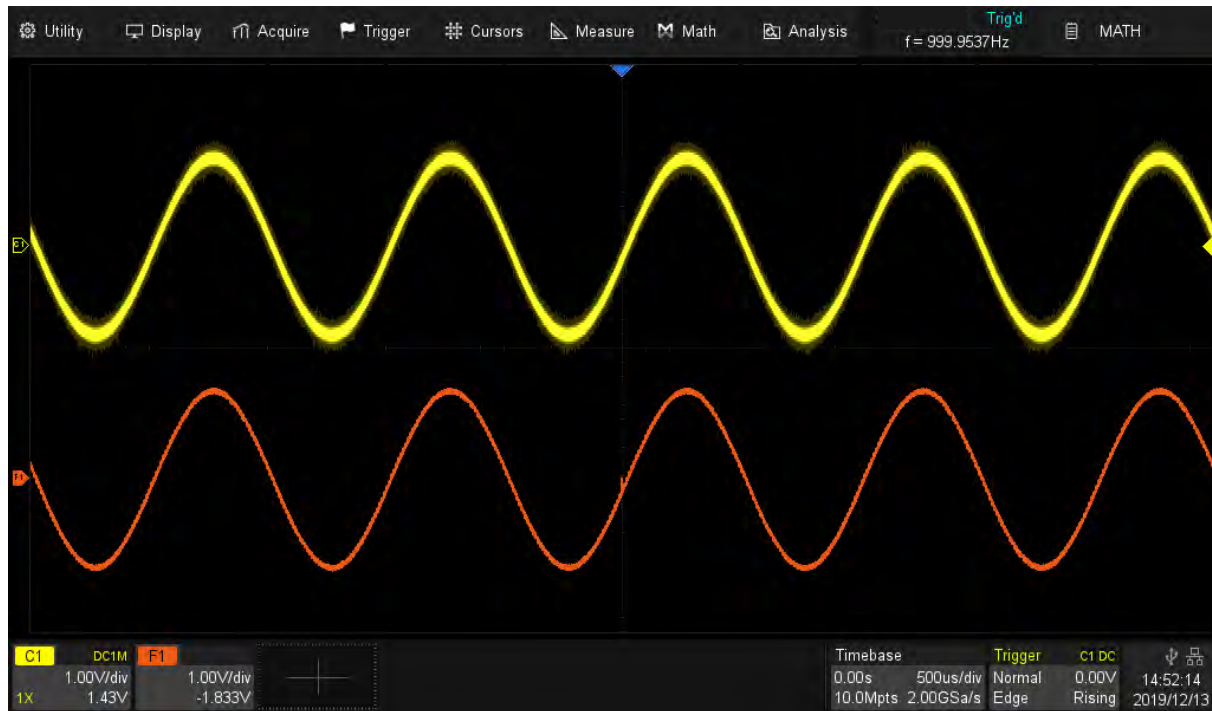 Utility Display Acquire Trigger Cursors Measure Math Analysis
Trig'd
f = 999.9537Hz
MATH
C1
F1
C1 DC1M
1.00V/div
1X 1.43V
F1
1.00V/div
-1.833V
Timebase
0.00s 500us/div
10.0Mpts 2.00GSa/s
Trigger C1 DC
Normal 0.00V
Edge Rising
14:52:14
2019/12/13